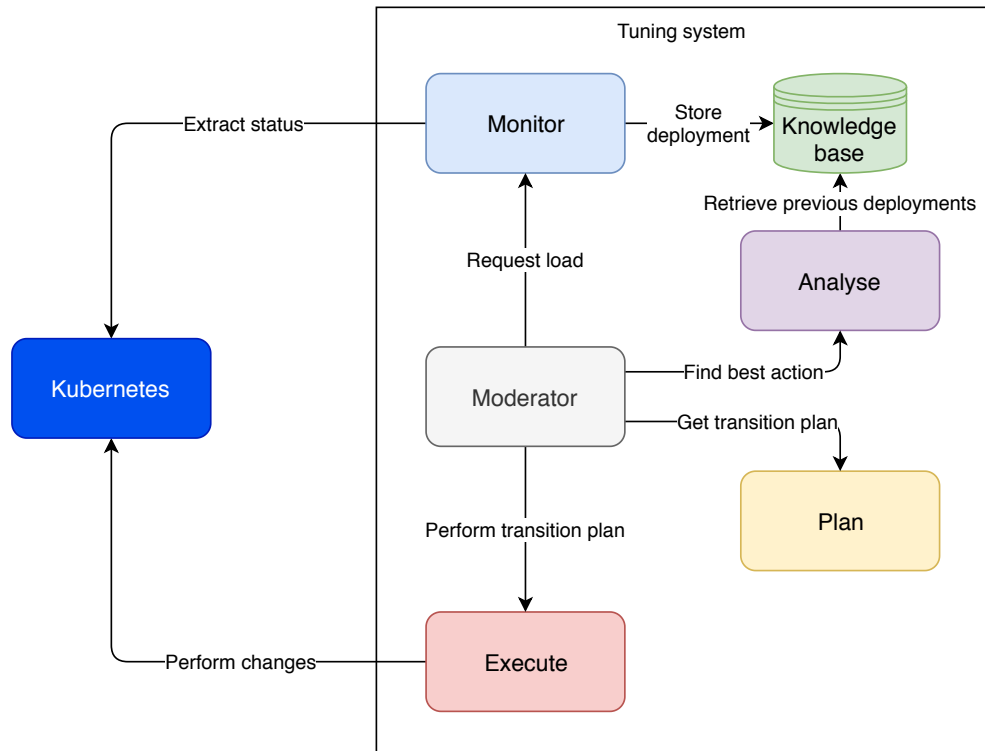 Tuning system
Extract status
Monitor
Store
deployment
Knowledge
base
Retrieve previous deployments
Request load
Analyse
Kubernetes
Moderator
Find best action
Get transition plan
Plan
Perform transition plan
Perform changes
Execute